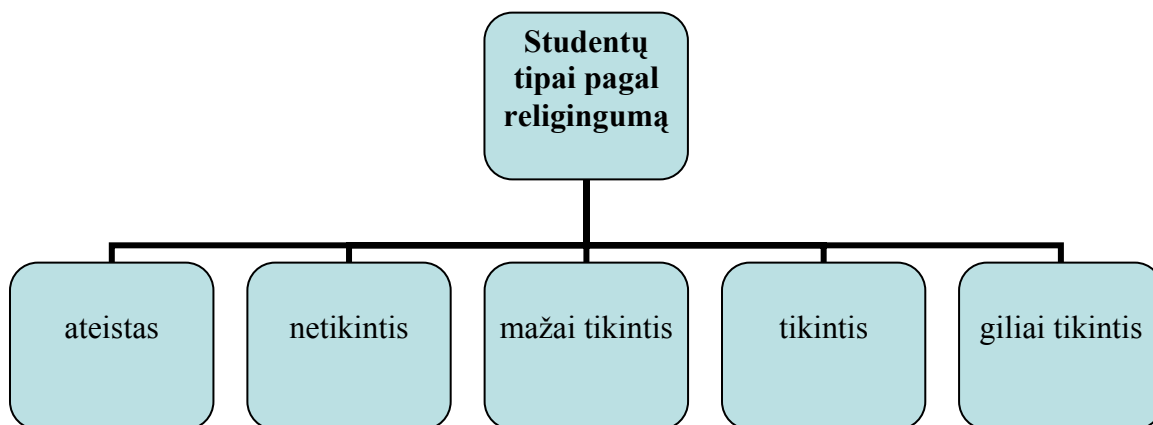 Studentų
tipai pagal
religingumą
ateistas
netikintis
mažai tikintis
tikintis
giliai tikintis